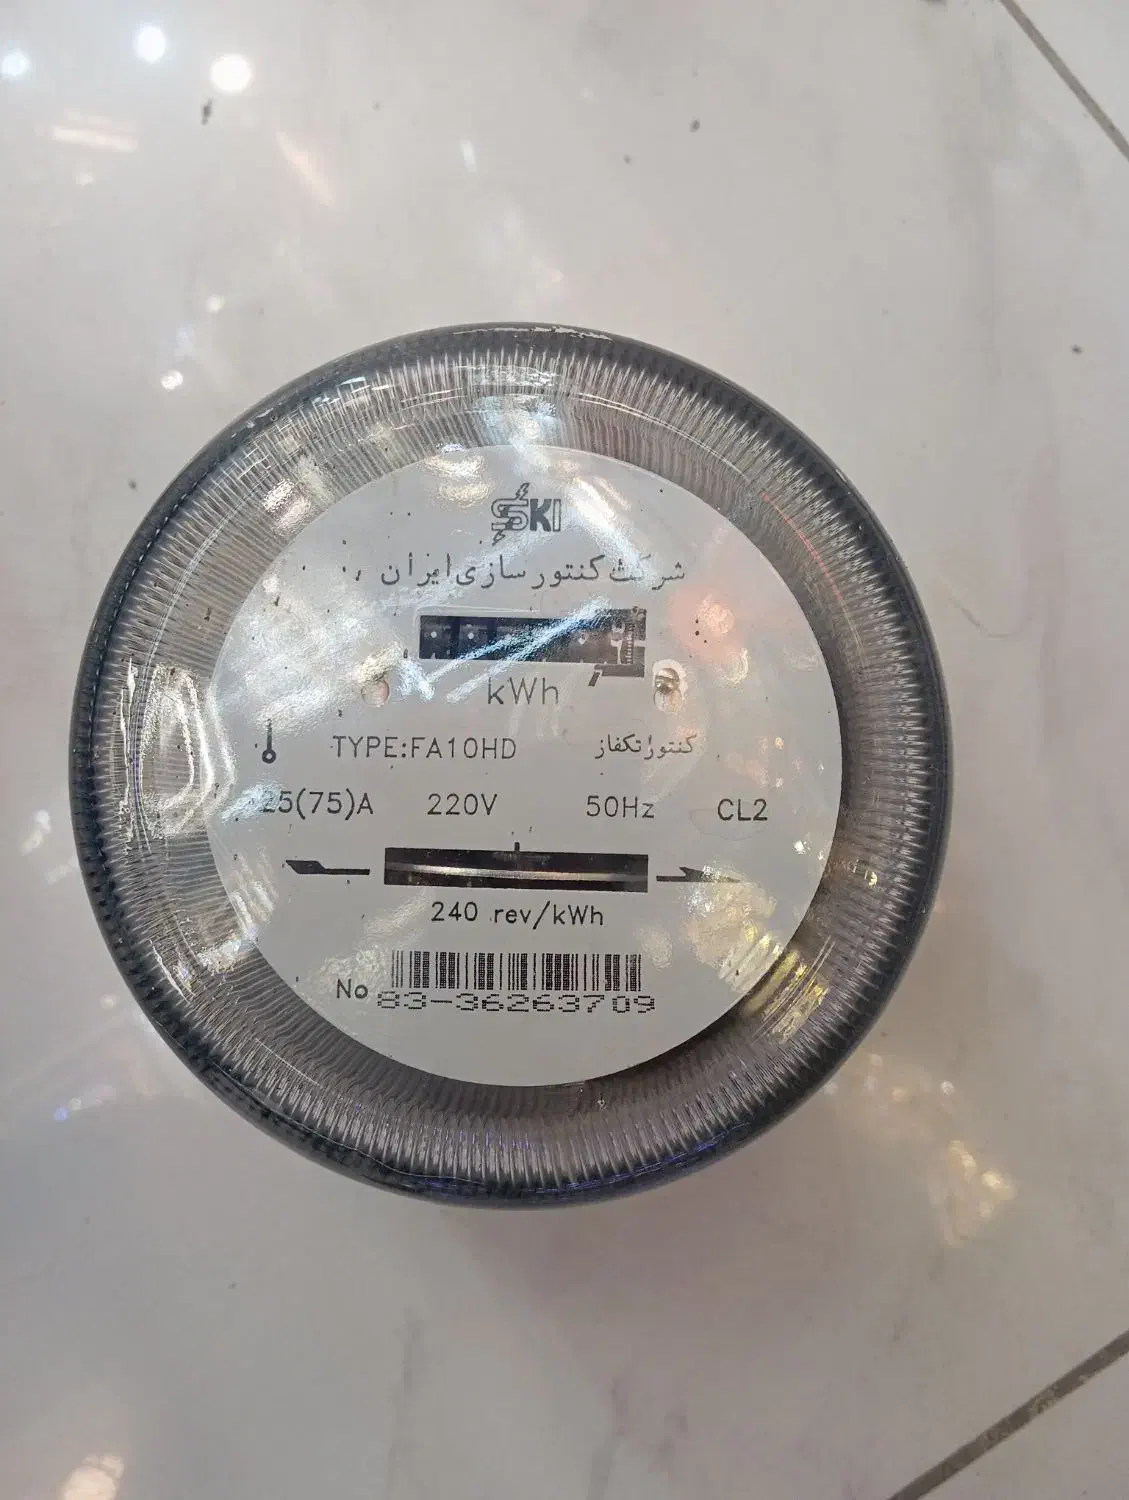 SKI
شرکت کنتورسازی ایران
kWh
TYPE:FA10HD کنتور تکفاز
25(75)A 220V 50Hz CL2
240 rev/kWh
No 83-36263709